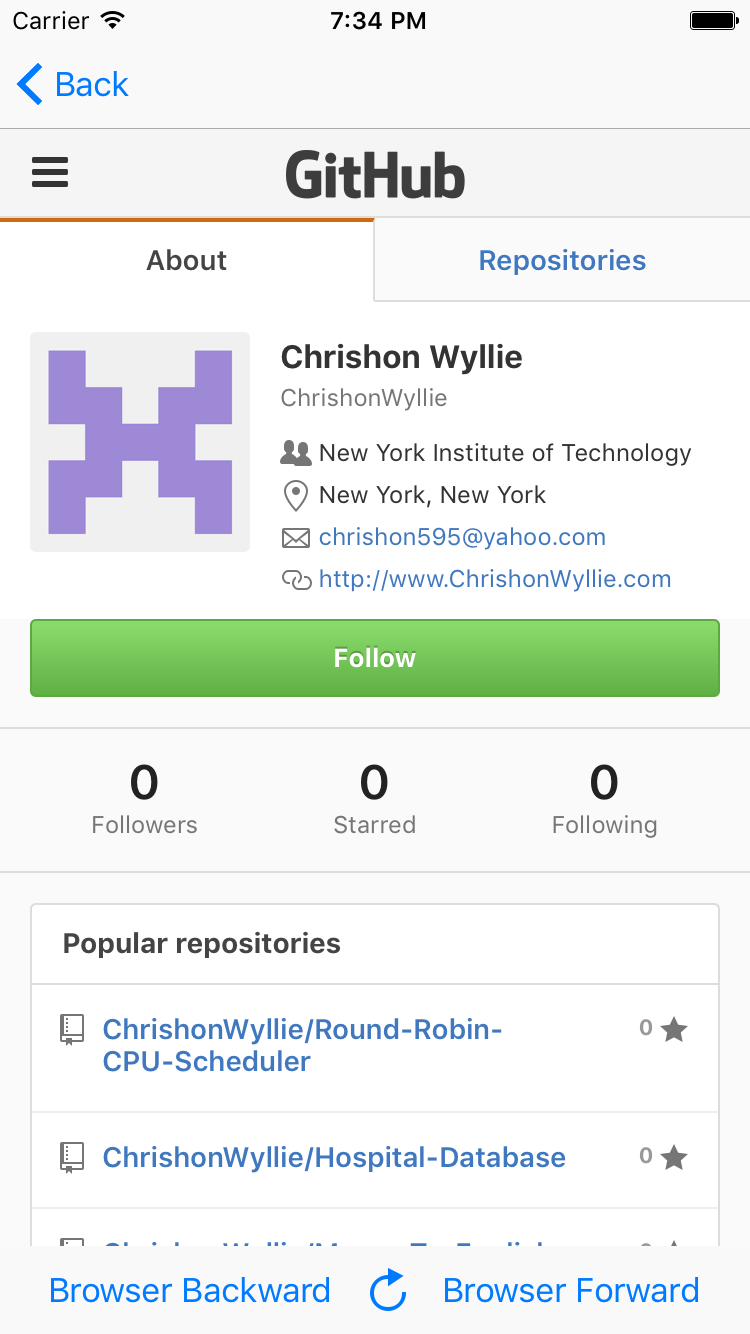 Carrier 7:34 PM
Back
GitHub
About Repositories
Chrishon Wyllie
ChrishonWyllie
New York Institute of Technology
New York, New York
chrishon595@yahoo.com
http://www.ChrishonWyllie.com
Follow
0 0 0
Followers Starred Following
Popular repositories
ChrishonWyllie/Round-Robin- 0
CPU-Scheduler
ChrishonWyllie/Hospital-Database 0
Browser Backward Browser Forward